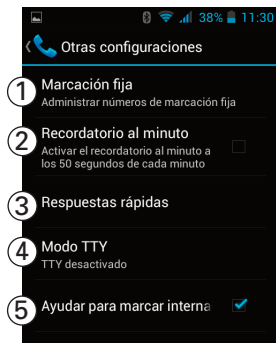 38% 11:30
Otras configuraciones
1 Marcación fija
Administrar números de marcación fija
2 Recordatorio al minuto
Activar el recordatorio al minuto a
los 50 segundos de cada minuto
3 Respuestas rápidas
4 Modo TTY
TTY desactivado
5 Ayudar para marcar interna